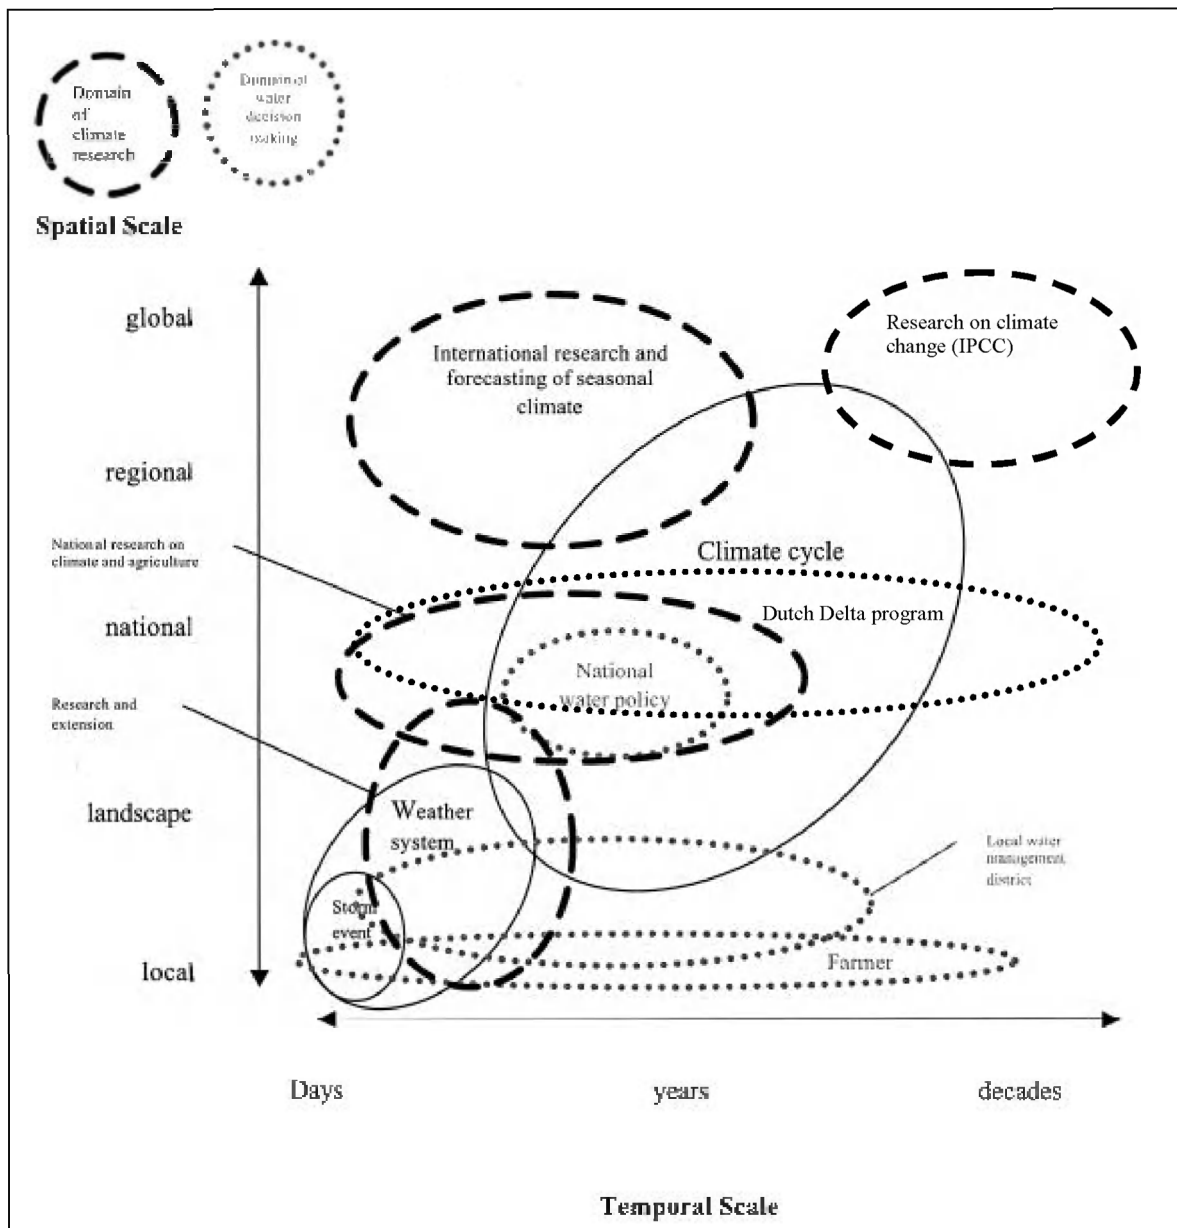 Domain
of
climate
research
Domain of
water
decision
making
Spatial Scale
global
regional
national
landscape
local
International research and
forecasting of seasonal
climate
Research on climate
change (IPCC)
National research on
climate and agriculture
Climate cycle
Dutch Delta program
National
water policy
Research and
extension
Weather
system
Local water
management
district
Storm
event
Farmer
Days
years
decades
Temporal Scale